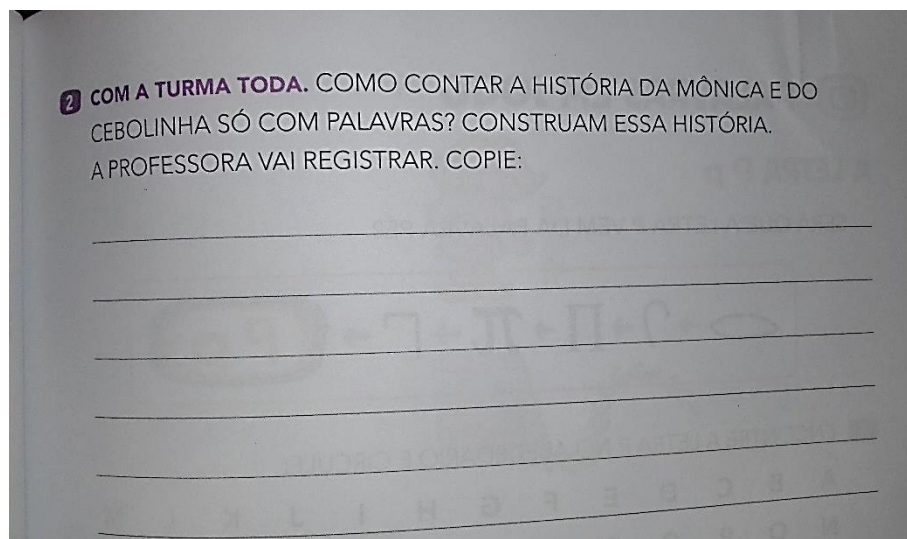 2 COM A TURMA TODA. COMO CONTAR A HISTÓRIA DA MÔNICA E DO
CEBOLINHA SÓ COM PALAVRAS? CONSTRUAM ESSA HISTÓRIA.
A PROFESSORA VAI REGISTRAR. COPIE: